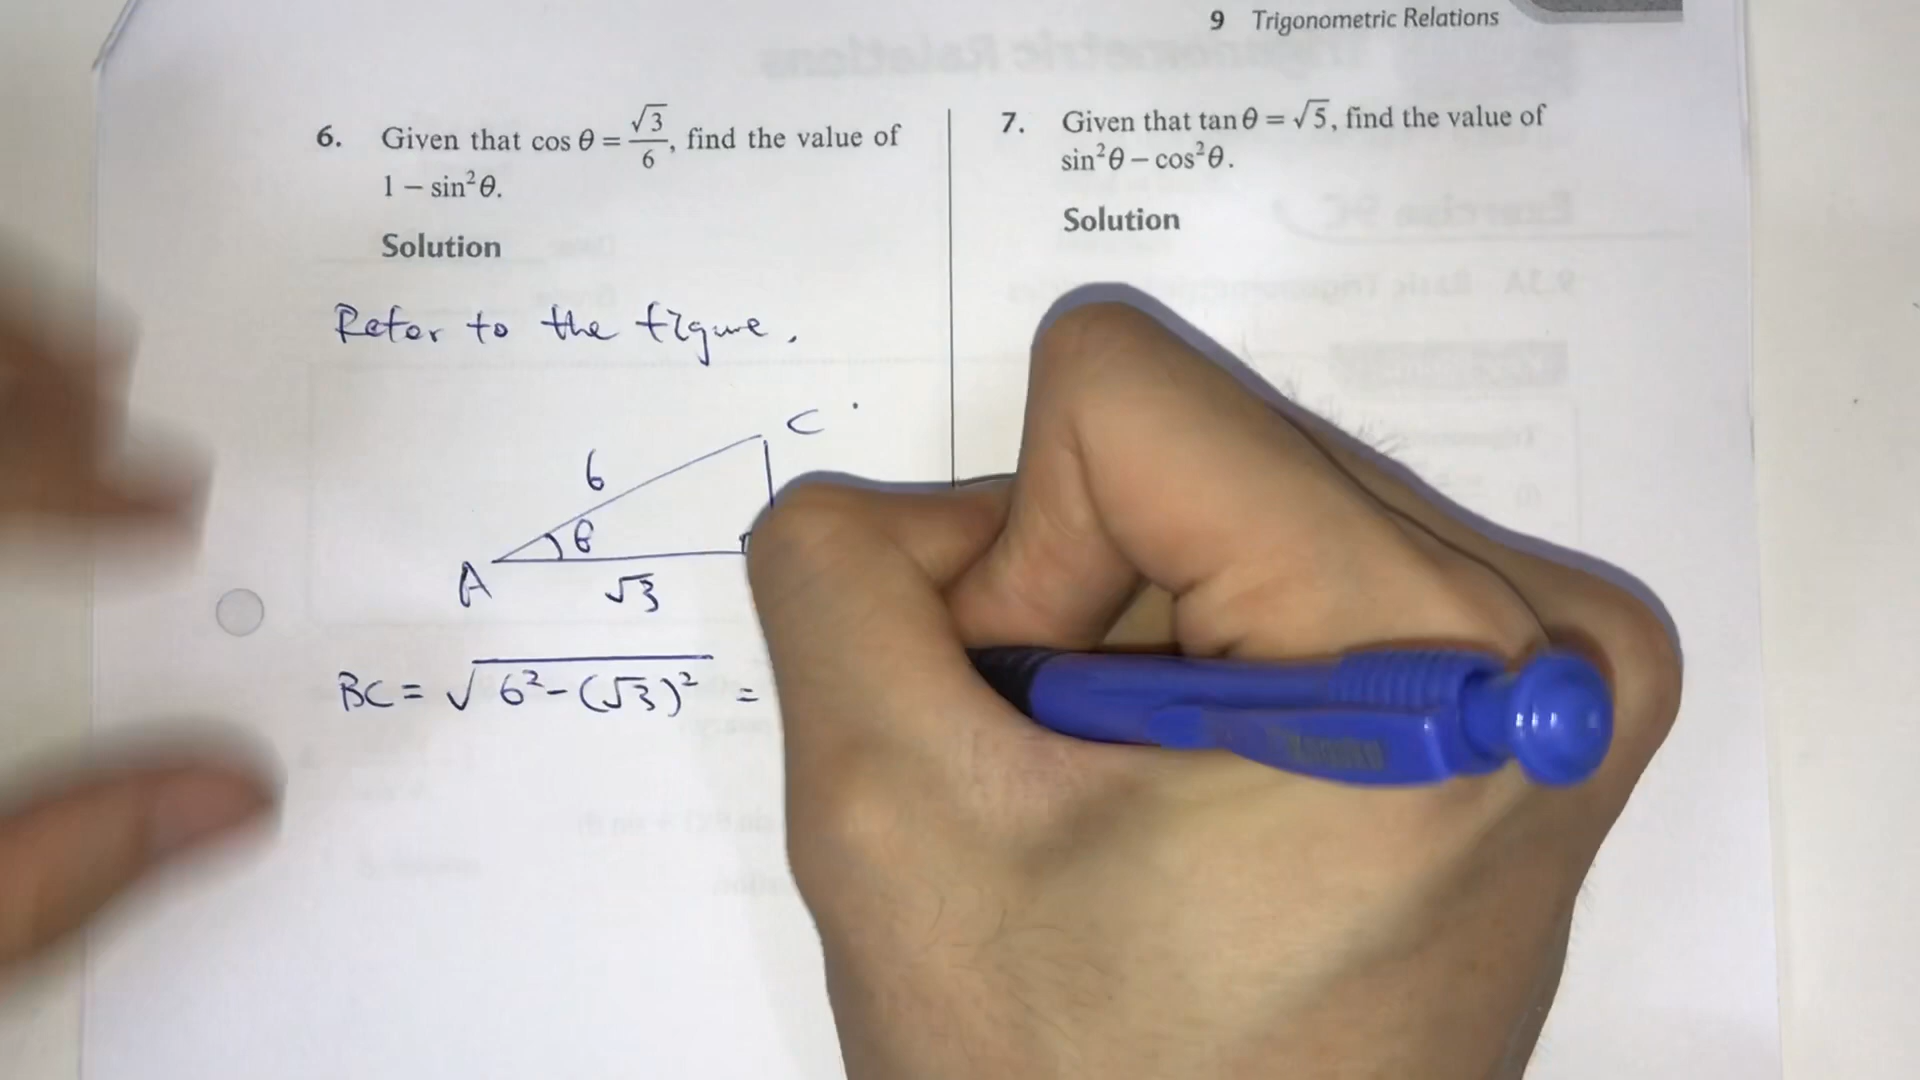 9 Trigonometric Relations
6. Given that cos θ = √3/6, find the value of
1 – sin²θ.
Solution
Refer to the figure.
C
6
θ
A
√3
BC = √6²-(√3)² =
7. Given that tan θ = √5, find the value of
sin²θ – cos²θ.
Solution